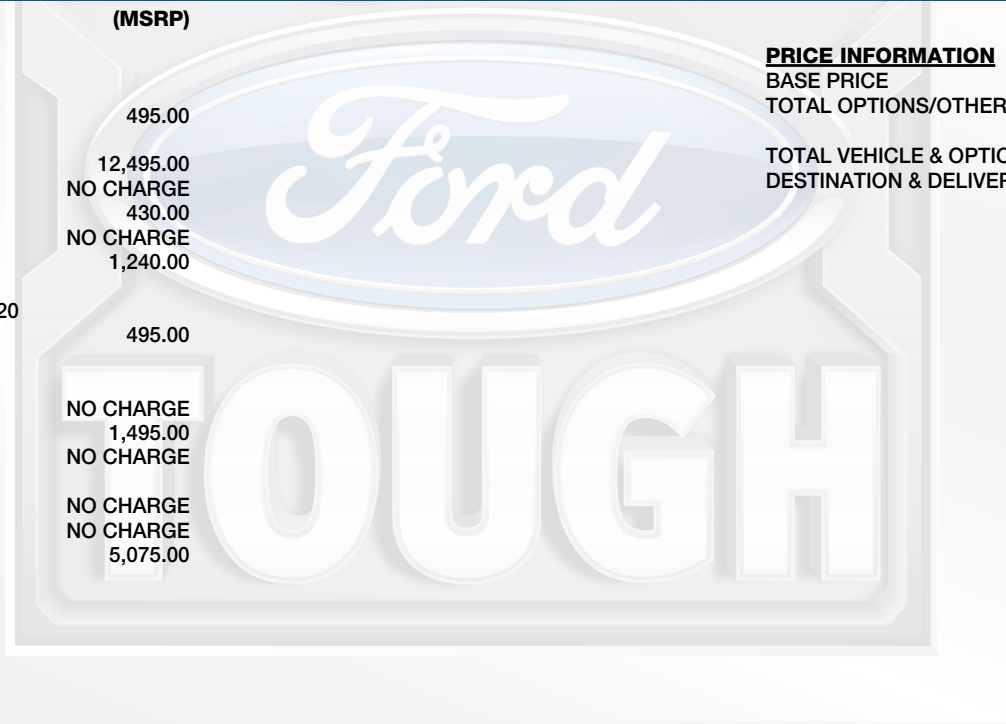 (MSRP)
495.00
12,495.00
NO CHARGE
430.00
NO CHARGE
1,240.00
20
495.00
NO CHARGE
1,495.00
NO CHARGE
NO CHARGE
NO CHARGE
5,075.00
PRICE INFORMATION
BASE PRICE
TOTAL OPTIONS/OTHER
TOTAL VEHICLE & OPTIO
DESTINATION & DELIVER
Ford
TOUGH